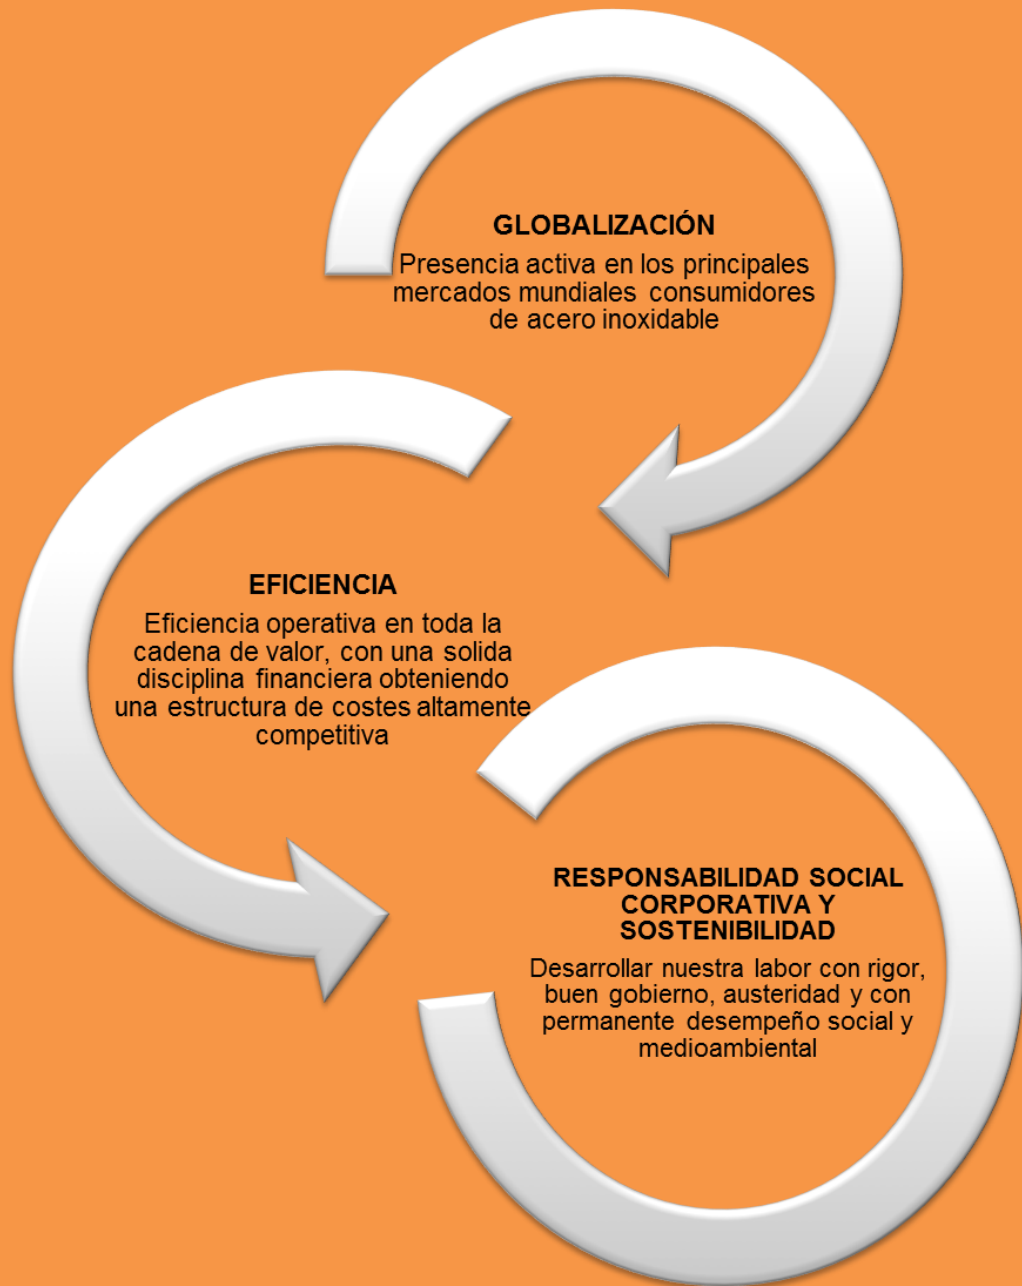 GLOBALIZACIÓN
Presencia activa en los principales
mercados mundiales consumidores
de acero inoxidable
EFICIENCIA
Eficiencia operativa en toda la
cadena de valor, con una solida
disciplina financiera obteniendo
una estructura de costes altamente
competitiva
RESPONSABILIDAD SOCIAL
CORPORATIVA Y
SOSTENIBILIDAD
Desarrollar nuestra labor con rigor,
buen gobierno, austeridad y con
permanente desempeño social y
medioambiental